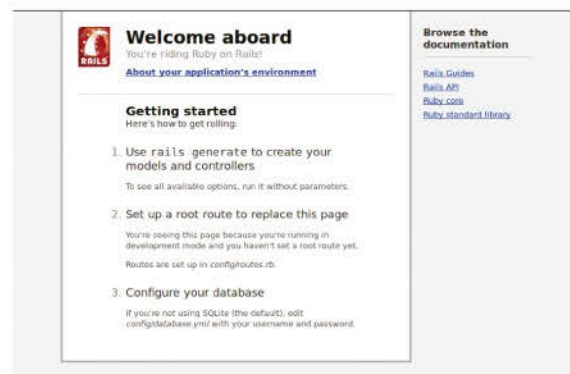 RAILS
Welcome aboard
You're riding Ruby on Rails!
About your application's environment
Getting started
Here's how to get rolling:
1. Use rails generate to create your
models and controllers
To see all available options, run it without parameters.
2. Set up a root route to replace this page
You're seeing this page because you're running in
development mode and you haven't set a root route yet.
Routes are set up in config/routes.rb.
3. Configure your database
If you're not using SQLite (the default), edit
config/database.yml with your username and password.
Browse the
documentation
Rails Guides
Rails API
Ruby core
Ruby standard library